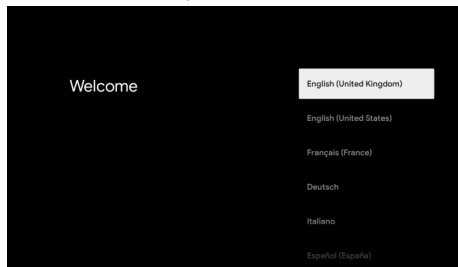 Welcome
English (United Kingdom)
English (United States)
Français (France)
Deutsch
Italiano
Español (España)